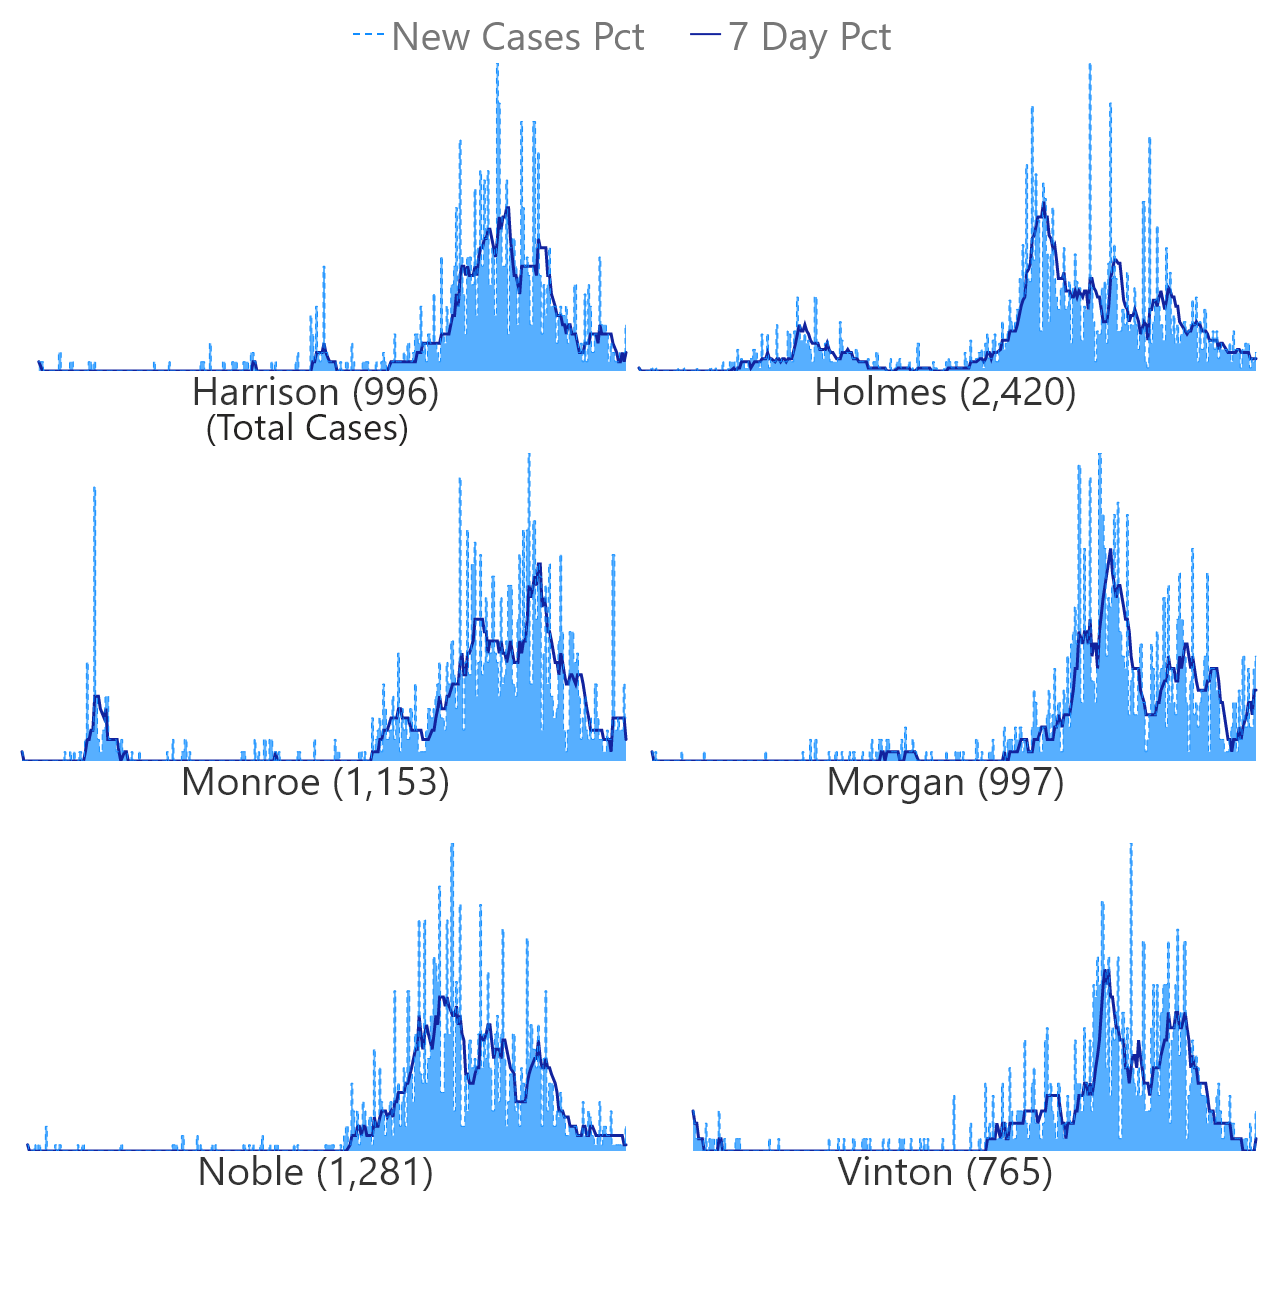 New Cases Pct 7 Day Pct
Harrison (996) Holmes (2,420)
(Total Cases)
Monroe (1,153) Morgan (997)
Noble (1,281) Vinton (765)